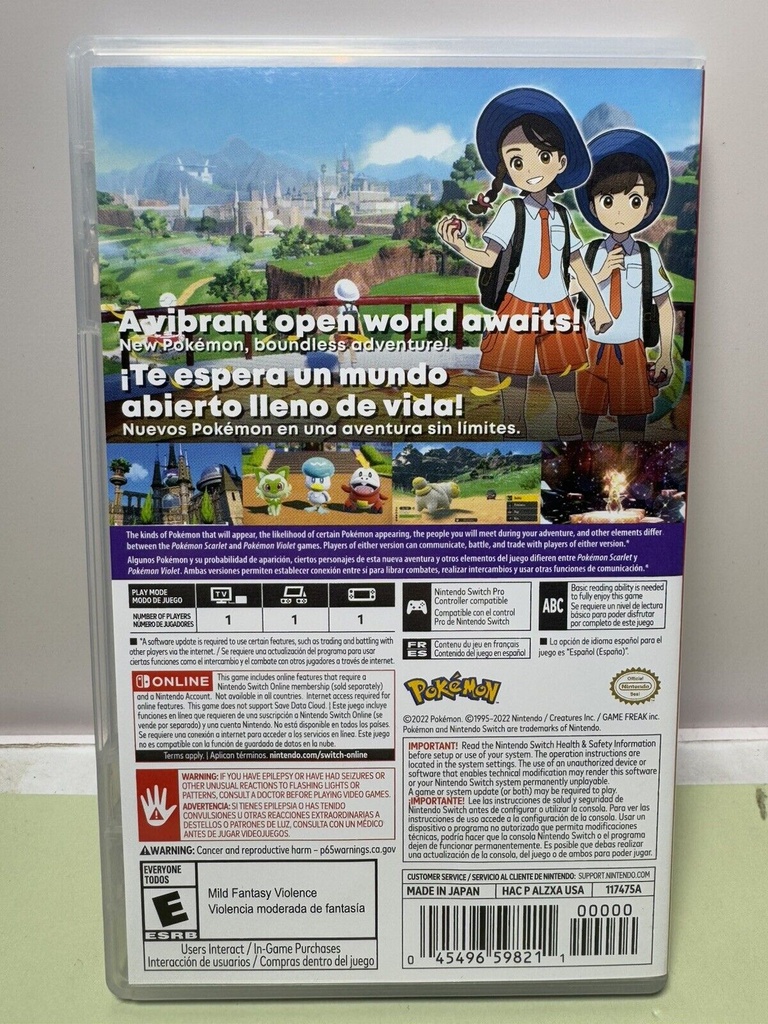 A vibrant open world awaits!
New Pokémon, boundless adventure!
¡Te espera un mundo
abierto lleno de vida!
Nuevos Pokémon en una aventura sin límites.
The kinds of Pokémon that will appear, the likelihood of certain Pokémon appearing, the people you will meet during your adventure, and other elements differ
between the Pokémon Scarlet and Pokémon Violet games. Players of either version can communicate, battle, and trade with players of either version.*
Algunos Pokémon y su probabilidad de aparición, ciertos personajes de esta nueva aventura y otros elementos del juego difieren entre Pokémon Scarlet y
Pokémon Violet. Ambas versiones permiten establecer conexión entre sí para librar combates, realizar intercambios y usar otras funciones de comunicación.*
PLAY MODE
MODO DE JUEGO
TV
NUMBER OF PLAYERS
NÚMERO DE JUGADORES
1
1
1
Nintendo Switch Pro
Controller compatible
Compatible con el control
Pro de Nintendo Switch
ABC
Basic reading ability is needed
to fully enjoy this game
Se requiere un nivel de lectura
básico para poder disfrutar
por completo de este juego
*A software update is required to use certain features, such as trading and battling with
other players via the internet. / Se requiere una actualización del programa para usar
ciertas funciones como el intercambio y el combate con otros jugadores a través de internet.
FR
ES
Contenu du jeu en français
Contenido del juego en español
La opción de idioma español para el
juego es "Español (España)".
ONLINE
This game includes online features that require a
Nintendo Switch Online membership (sold separately)
and a Nintendo Account. Not available in all countries. Internet access required for
online features. This game does not support Save Data Cloud. | Este juego incluye
funciones en línea que requieren de una suscripción a Nintendo Switch Online (se
vende por separado) y una cuenta Nintendo. No está disponible en todos los países.
Se requiere una conexión a internet para acceder a los servicios en línea. Este juego
no es compatible con la función de guardado de datos en la nube.
Terms apply. | Aplican términos. nintendo.com/switch-online
Pokémon
Official
Nintendo
Seal
©2022 Pokémon. ©1995–2022 Nintendo / Creatures Inc. / GAME FREAK inc.
Pokémon and Nintendo Switch are trademarks of Nintendo.
WARNING: IF YOU HAVE EPILEPSY OR HAVE HAD SEIZURES OR
OTHER UNUSUAL REACTIONS TO FLASHING LIGHTS OR
PATTERNS, CONSULT A DOCTOR BEFORE PLAYING VIDEO GAMES.
ADVERTENCIA: SI TIENES EPILEPSIA O HAS TENIDO
CONVULSIONES U OTRAS REACCIONES EXTRAORDINARIAS A
DESTELLOS O PATRONES DE LUZ, CONSULTA CON UN MÉDICO
ANTES DE JUGAR VIDEOJUEGOS.
WARNING: Cancer and reproductive harm – p65warnings.ca.gov
IMPORTANT! Read the Nintendo Switch Health & Safety Information
before setup or use of your system. The operation instructions are
located in the system settings. The use of an unauthorized device or
software that enables technical modification may render this software
or your Nintendo Switch system permanently unplayable.
A game or system update (or both) may be required to play.
¡IMPORTANTE! Lee las instrucciones de salud y seguridad de
Nintendo Switch antes de configurar o utilizar la consola. Para ver las
instrucciones de uso accede a la configuración de la consola. Usar un
dispositivo o programa no autorizado que permita modificaciones
técnicas, podría hacer que la consola Nintendo Switch o el programa
dejen de funcionar permanentemente. Es posible que debas realizar
una actualización de la consola, del juego o de ambos para poder jugar.
EVERYONE
TODOS
E
ESRB
Mild Fantasy Violence
Violencia moderada de fantasía
Users Interact / In-Game Purchases
Interacción de usuarios / Compras dentro del juego
CUSTOMER SERVICE / SERVICIO AL CLIENTE DE NINTENDO: SUPPORT.NINTENDO.COM
MADE IN JAPAN
HAC P ALZXA USA
117475A
00000
0 45496 59821 1